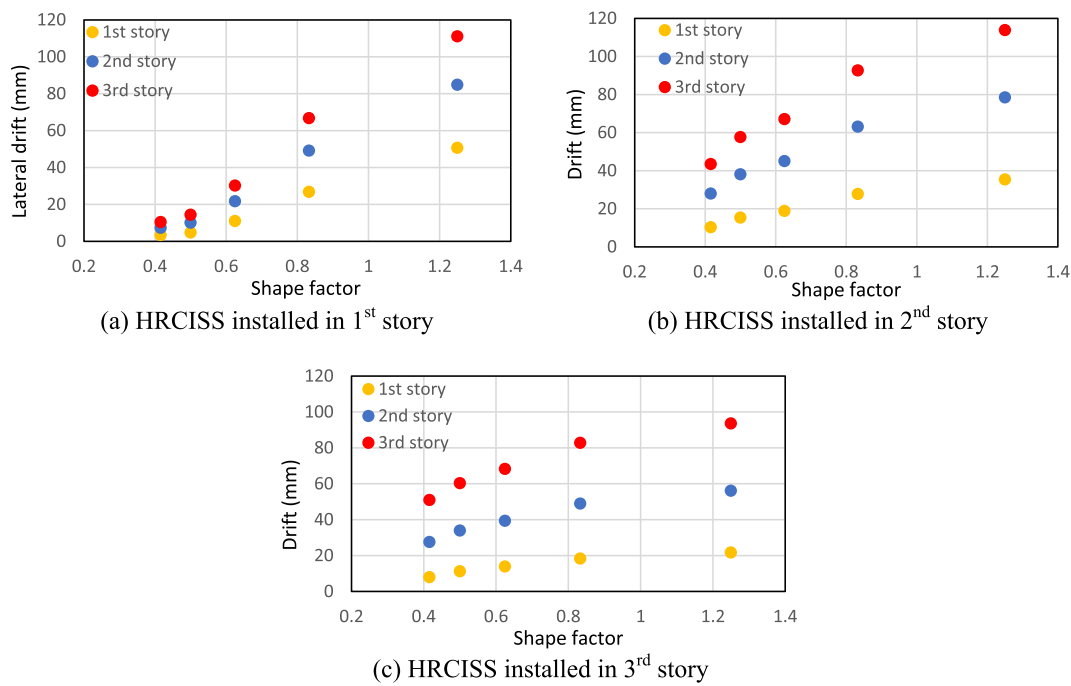 120
100
80
60
40
20
0
Lateral drift (mm)
1st story
2nd story
3rd story
0.2 0.4 0.6 0.8 1 1.2 1.4
Shape factor
(a) HRCISS installed in 1st story
120
100
80
60
40
20
0
Drift (mm)
1st story
2nd story
3rd story
0.2 0.4 0.6 0.8 1 1.2 1.4
Shape factor
(b) HRCISS installed in 2nd story
120
100
80
60
40
20
0
Drift (mm)
1st story
2nd story
3rd story
0.2 0.4 0.6 0.8 1 1.2 1.4
Shape factor
(c) HRCISS installed in 3rd story